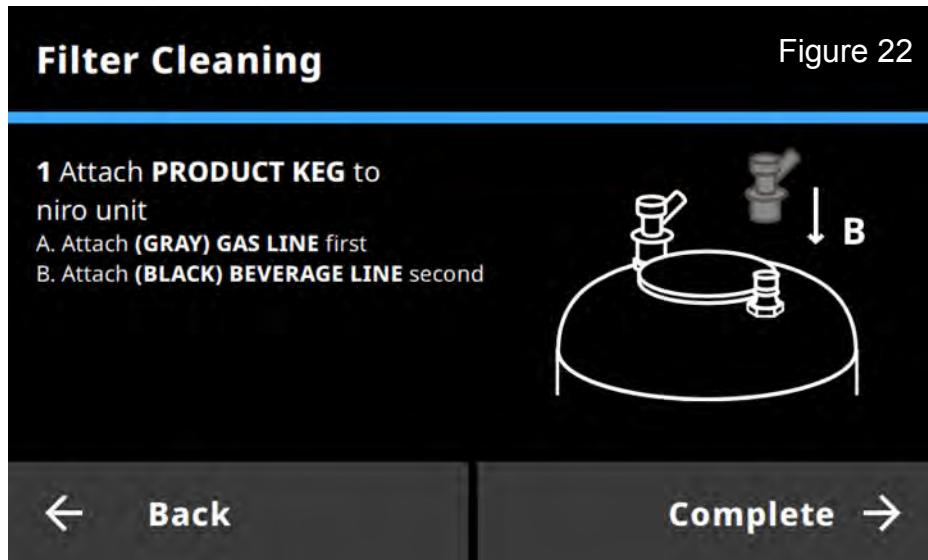 Filter Cleaning
Figure 22
1 Attach PRODUCT KEG to
niro unit
A. Attach (GRAY) GAS LINE first
B. Attach (BLACK) BEVERAGE LINE second
B
Back
Complete